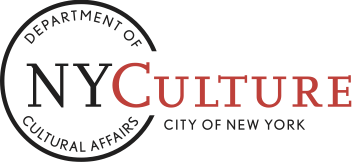 DEPARTMENT OF
NYCULTURE
CULTURAL AFFAIRS
CITY OF NEW YORK